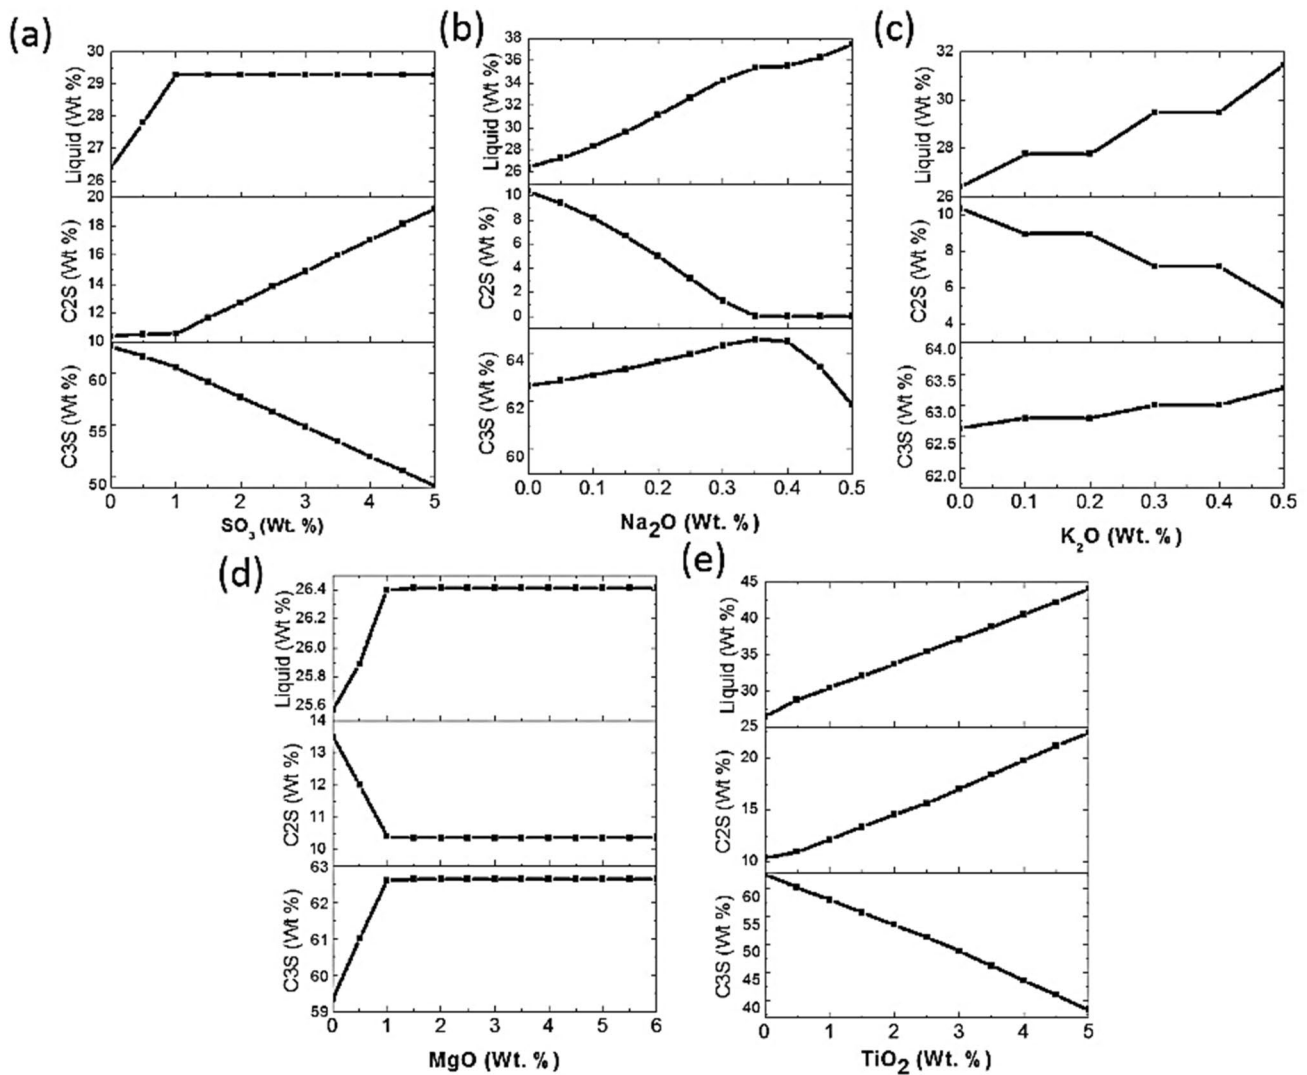 (a)
Liquid (Wt %)
30
29
28
27
26
C2S (Wt %)
20
18
16
14
12
10
C3S (Wt %)
60
55
50
0 1 2 3 4 5
SO3 (Wt. %)
(b)
Liquid (Wt %)
38
36
34
32
30
28
26
C2S (Wt %)
10
8
6
4
2
0
C3S (Wt %)
64
62
60
0.0 0.1 0.2 0.3 0.4 0.5
Na2O (Wt. %)
(c)
Liquid (Wt %)
32
30
28
26
C2S (Wt %)
10
8
6
4
C3S (Wt %)
64.0
63.5
63.0
62.5
62.0
0.0 0.1 0.2 0.3 0.4 0.5
K2O (Wt. %)
(d)
Liquid (Wt %)
26.4
26.2
26.0
25.8
25.6
C2S (Wt %)
14
13
12
11
10
C3S (Wt %)
63
62
61
60
59
0 1 2 3 4 5 6
MgO (Wt. %)
(e)
Liquid (Wt %)
45
40
35
30
25
C2S (Wt %)
20
15
10
C3S (Wt %)
60
55
50
45
40
0 1 2 3 4 5
TiO2 (Wt. %)